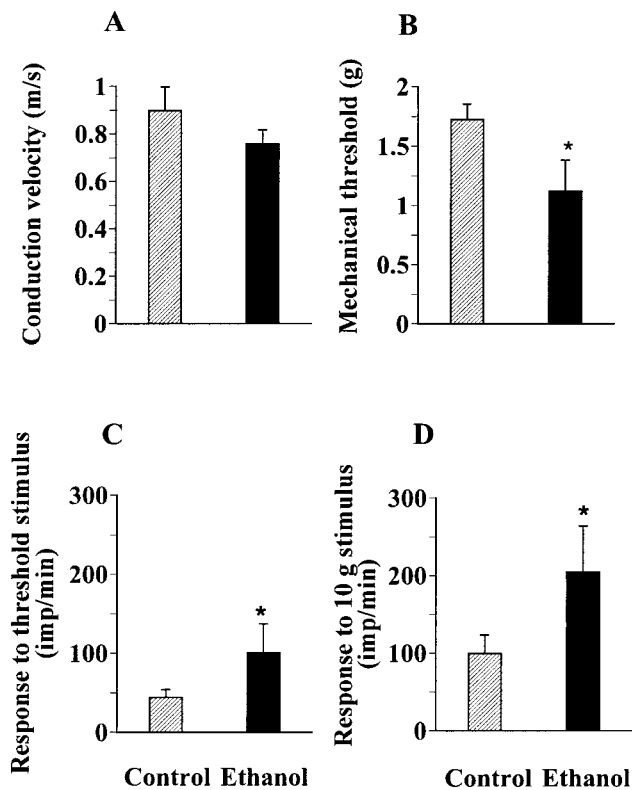 A
Conduction velocity (m/s)
1
0.8
0.6
0.4
0.2
0
B
Mechanical threshold (g)
2
1.5
1
0.5
0
*
C
Response to threshold stimulus
(imp/min)
300
200
100
0
*
D
Response to 10 g stimulus
(imp/min)
300
200
100
0
*
Control Ethanol
Control Ethanol